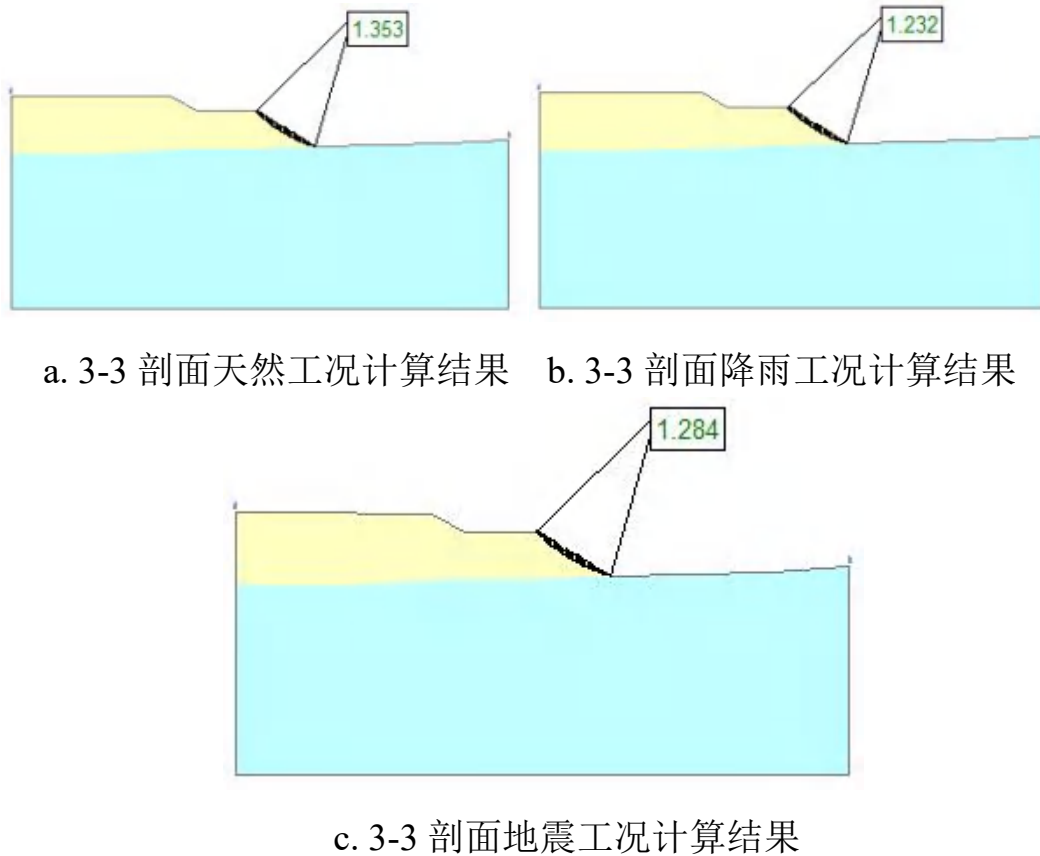 1.353
1.232
a. 3-3 剖面天然工况计算结果
b. 3-3 剖面降雨工况计算结果
1.284
c. 3-3 剖面地震工况计算结果